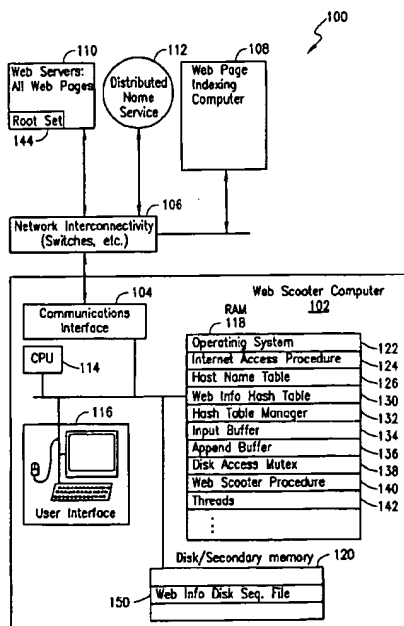 100
110
112
108
Web Servers:
All Web Pages
Root Set
144
Distributed
Name
Service
Web Page
Indexing
Computer
106
Network Interconnectivity
(Switches, etc.)
104
Communications
Interface
CPU
114
116
User Interface
Web Scooter Computer
102
RAM
118
Operating System
122
Internet Access Procedure
124
Host Name Table
126
Web Info Hash Table
130
Hash Table Manager
132
Input Buffer
134
Append Buffer
136
Disk Access Mutex
138
Web Scooter Procedure
140
Threads
142
Disk/Secondary memory
120
150
Web Info Disk Seq. File